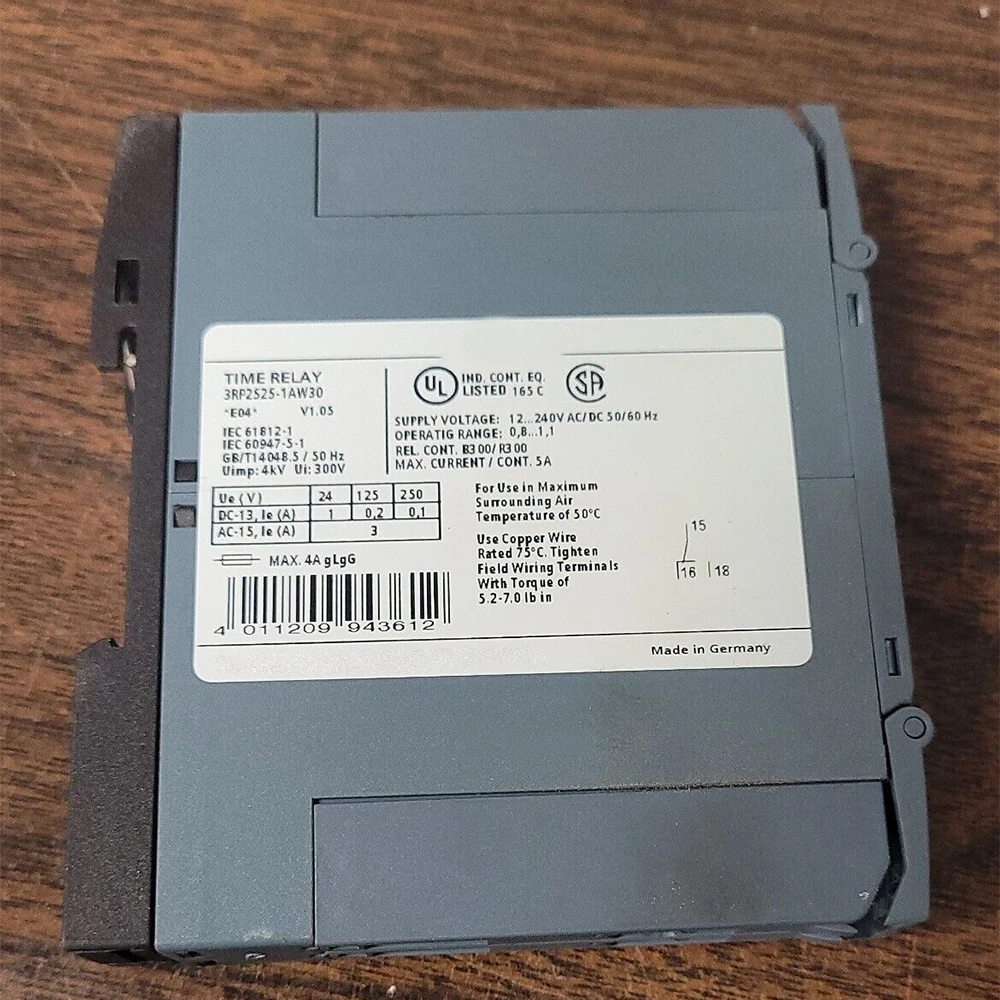 TIME RELAY
3RP2525-1AW30
*E04* V1.05
IEC 61812-1
IEC 60947-5-1
GB/T14048.5 / 50 Hz
Uimp: 4kV Ui: 300V
UL IND. CONT. EQ.
LISTED 165 C
SA
SUPPLY VOLTAGE: 12...240V AC/DC 50/60 Hz
OPERATIG RANGE: 0,8...1,1
REL. CONT. B300/R300
MAX. CURRENT / CONT. 5A
Ue (V) 24 125 250
DC-13, Ie (A) 1 0,2 0,1
AC-15, Ie (A) 3
MAX. 4A gLgG
4 011209 943612
For Use in Maximum
Surrounding Air
Temperature of 50°C
Use Copper Wire
Rated 75°C. Tighten
Field Wiring Terminals
With Torque of
5.2-7.0 lb in
15
16 18
Made in Germany